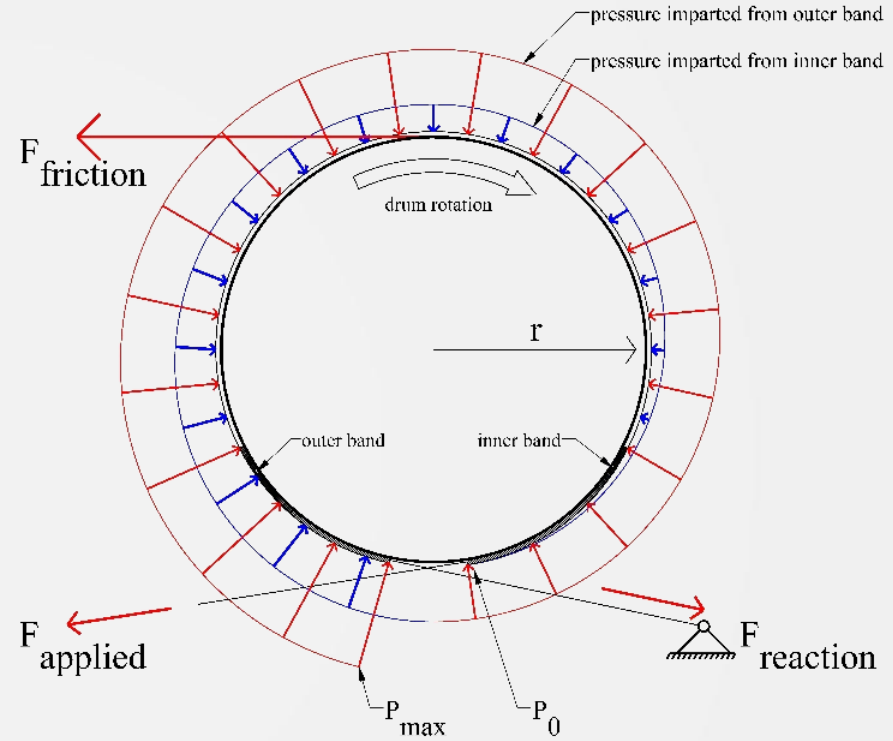 pressure imparted from outer band
pressure imparted from inner band
F friction
drum rotation
r
outer band
inner band
F applied
F reaction
P max
P 0